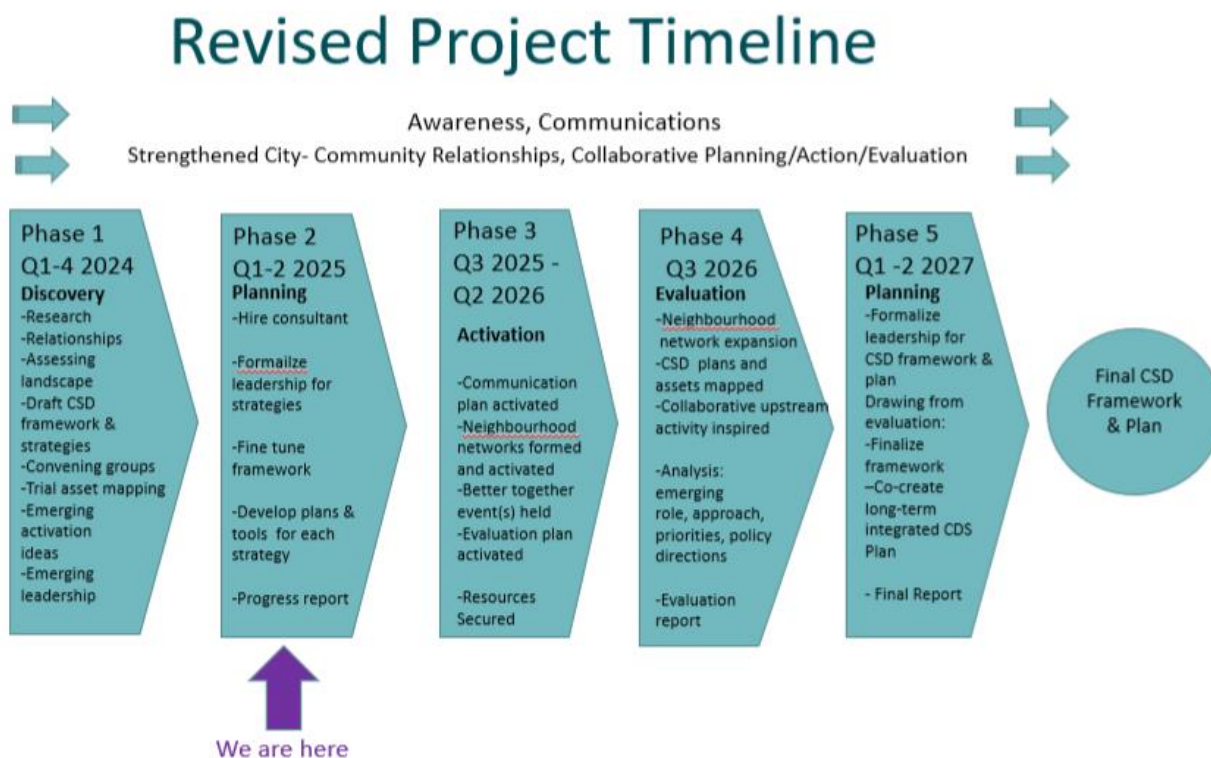 Revised Project Timeline
Awareness, Communications
Strengthened City- Community Relationships, Collaborative Planning/Action/Evaluation
Phase 1
Q1-4 2024
Discovery
-Research
-Relationships
-Assessing
landscape
-Draft CSD
framework &
strategies
-Convening groups
-Trial asset mapping
-Emerging
activation
ideas
-Emerging
leadership
Phase 2
Q1-2 2025
Planning
-Hire consultant
-Formailze
leadership for
strategies
-Fine tune
framework
-Develop plans &
tools for each
strategy
-Progress report
Phase 3
Q3 2025 -
Q2 2026
Activation
-Communication
plan activated
-Neighbourhood
networks formed
and activated
-Better together
event(s) held
-Evaluation plan
activated
-Resources
Secured
Phase 4
Q3 2026
Evaluation
-Neighbourhood
network expansion
-CSD plans and
assets mapped
-Collaborative upstream
activity inspired
-Analysis:
emerging
role, approach,
priorities, policy
directions
-Evaluation
report
Phase 5
Q1 -2 2027
Planning
-Formalize
leadership for
CSD framework &
plan
Drawing from
evaluation:
-Finalize
framework
–Co-create
long-term
integrated CDS
Plan
- Final Report
Final CSD
Framework
& Plan
We are here